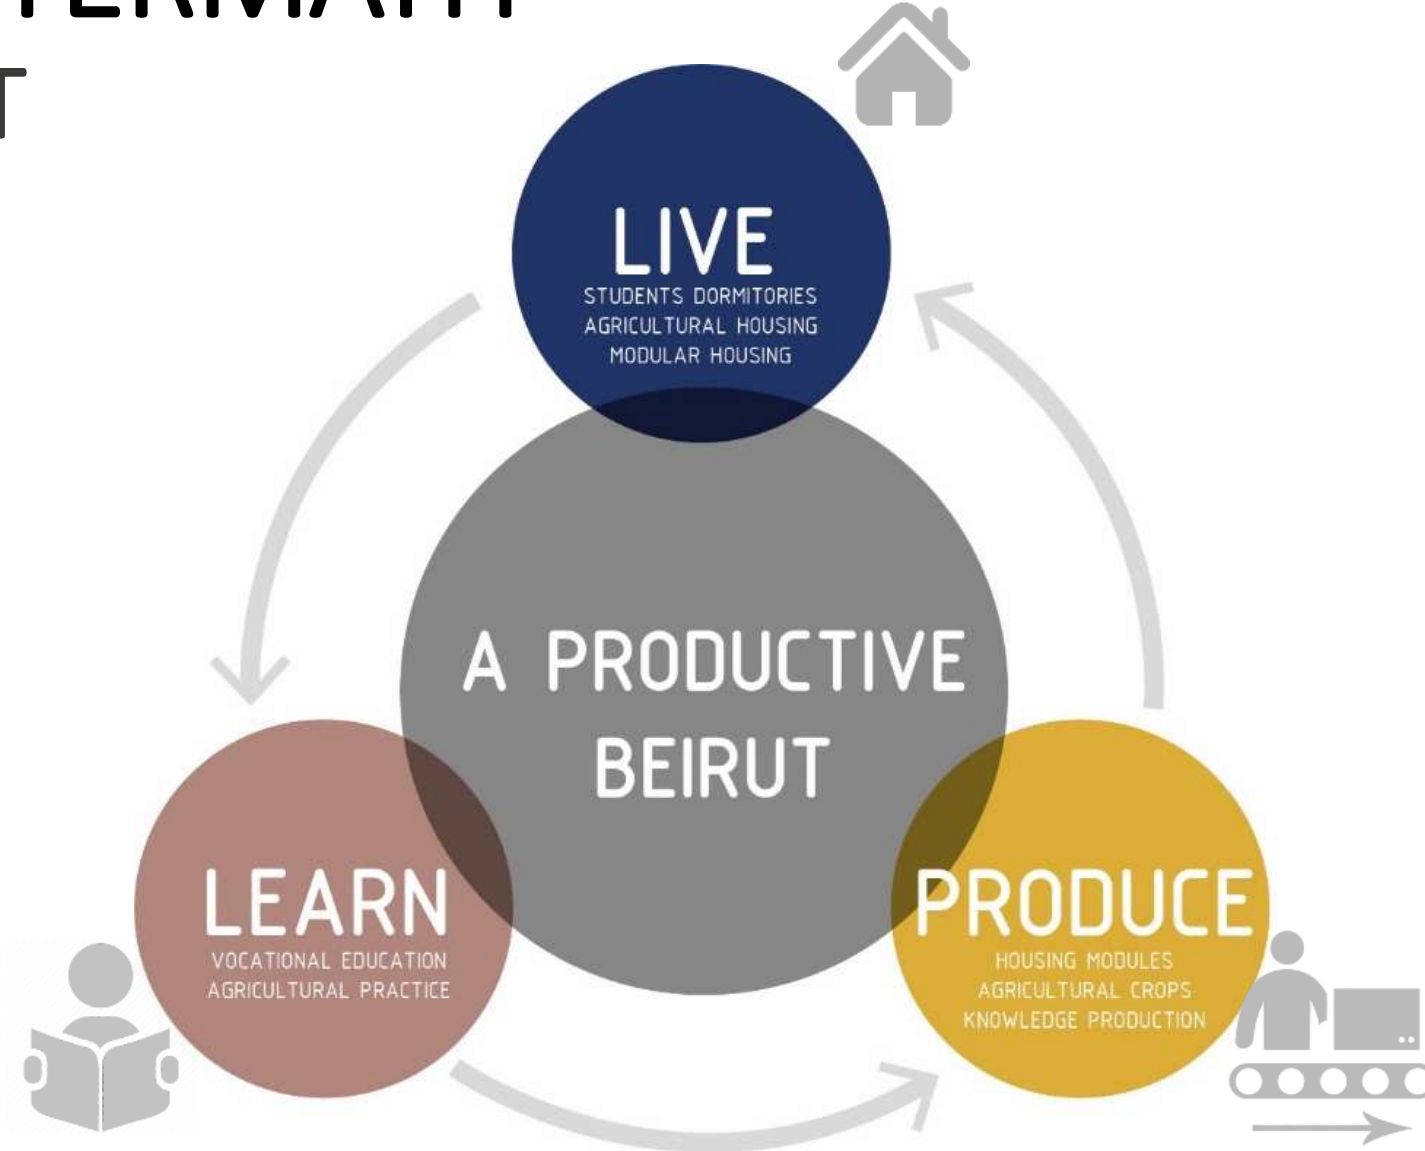 LIVE
STUDENTS DORMITORIES
AGRICULTURAL HOUSING
MODULAR HOUSING
A PRODUCTIVE
BEIRUT
LEARN
VOCATIONAL EDUCATION
AGRICULTURAL PRACTICE
PRODUCE
HOUSING MODULES
AGRICULTURAL CROPS
KNOWLEDGE PRODUCTION